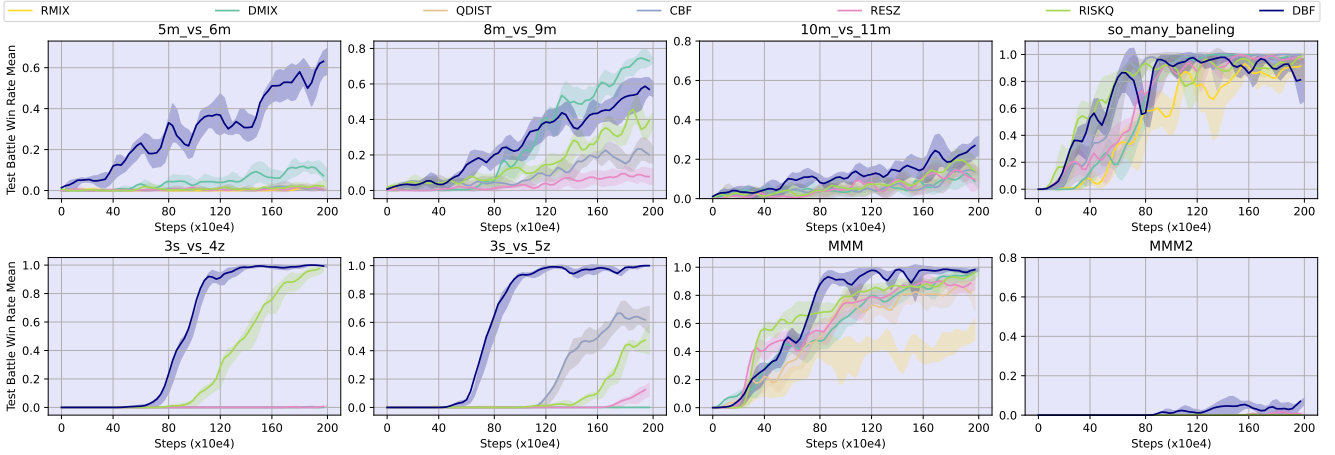 RMIX DMIX QDIST CBF RESZ RISKQ DBF
5m_vs_6m 8m_vs_9m 10m_vs_11m so_many_baneling
Test Battle Win Rate Mean
0.6 0.4 0.2 0.0
0 40 80 120 160 200
Steps (x10e4)
0.8 0.6 0.4 0.2 0.0
0 40 80 120 160 200
Steps (x10e4)
0.8 0.6 0.4 0.2 0.0
0 40 80 120 160 200
Steps (x10e4)
1.0 0.8 0.6 0.4 0.2 0.0
0 40 80 120 160 200
Steps (x10e4)
3s_vs_4z 3s_vs_5z MMM MMM2
Test Battle Win Rate Mean
1.0 0.8 0.6 0.4 0.2 0.0
0 40 80 120 160 200
Steps (x10e4)
1.0 0.8 0.6 0.4 0.2 0.0
0 40 80 120 160 200
Steps (x10e4)
1.0 0.8 0.6 0.4 0.2 0.0
0 40 80 120 160 200
Steps (x10e4)
0.8 0.6 0.4 0.2 0.0
0 40 80 120 160 200
Steps (x10e4)